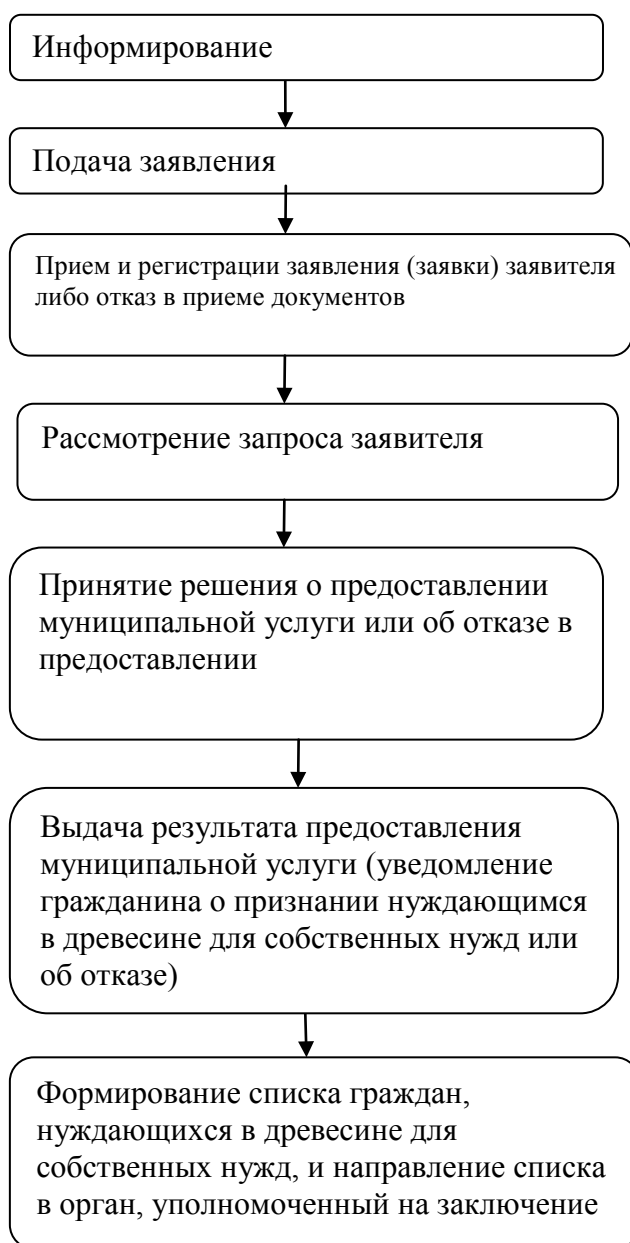 Информирование
Подача заявления
Прием и регистрации заявления (заявки) заявителя
либо отказ в приеме документов
Рассмотрение запроса заявителя
Принятие решения о предоставлении
муниципальной услуги или об отказе в
предоставлении
Выдача результата предоставления
муниципальной услуги (уведомление
гражданина о признании нуждающимся
в древесине для собственных нужд или
об отказе)
Формирование списка граждан,
нуждающихся в древесине для
собственных нужд, и направление списка
в орган, уполномоченный на заключение